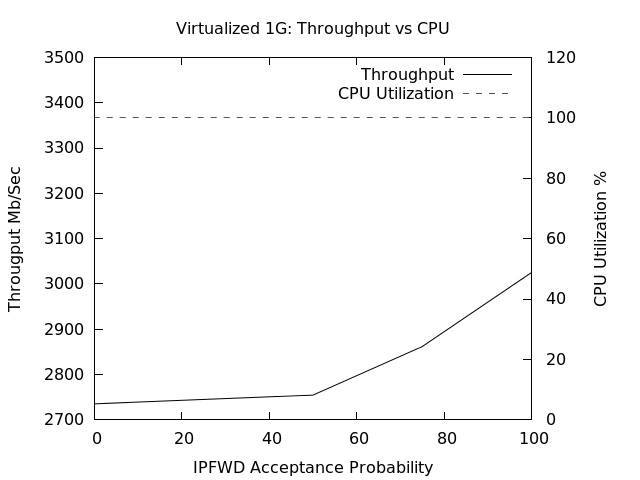 Virtualized 1G: Throughput vs CPU
3500 120
Throughput
3400 CPU Utilization
100
3300
3200 80
3100 60
3000
40
2900
20
2800
2700 0
0 20 40 60 80 100
IPFWD Acceptance Probability
Througput Mb/Sec
CPU Utilization %